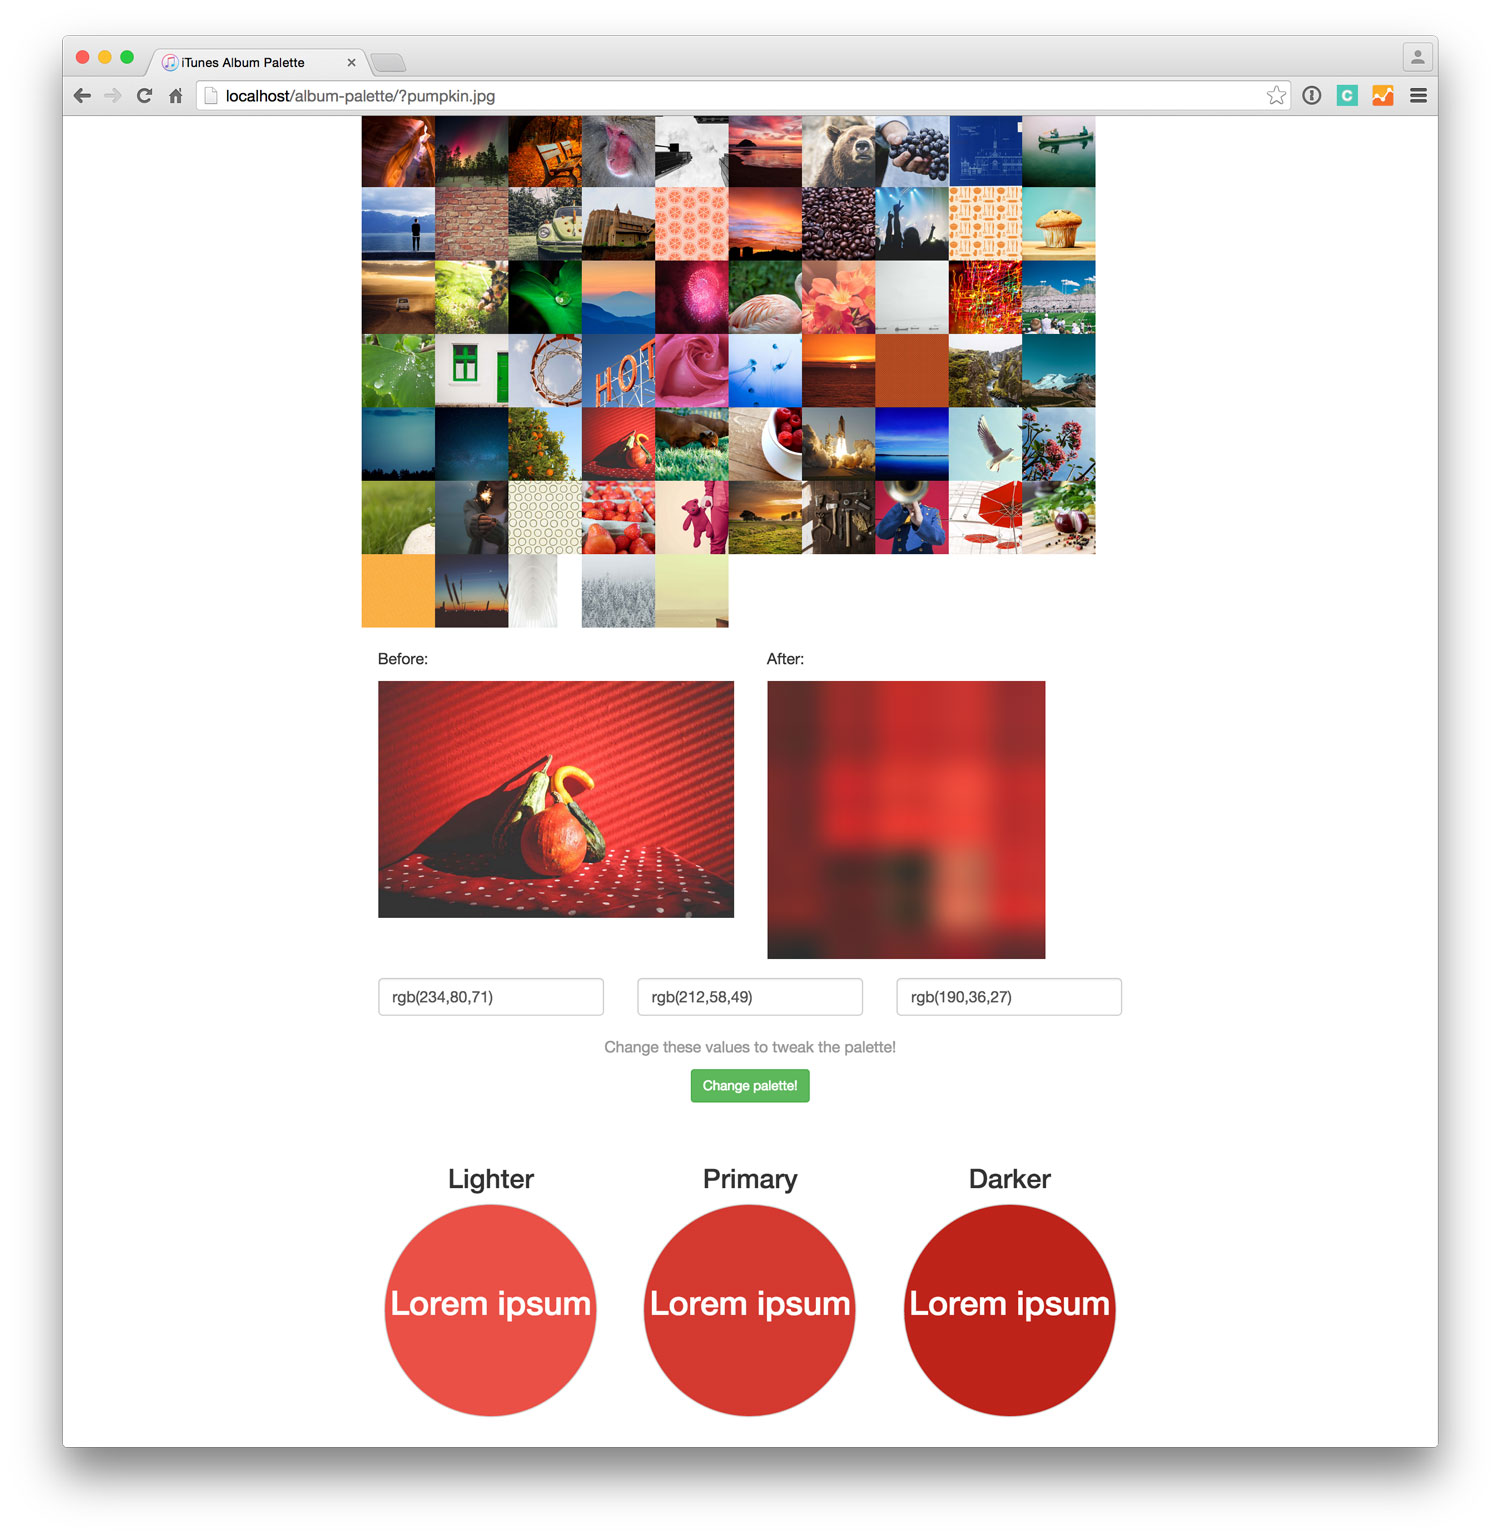 iTunes Album Palette
localhost/album-palette/?pumpkin.jpg
HOT
Before:
After:
rgb(234,80,71)
rgb(212,58,49)
rgb(190,36,27)
Change these values to tweak the palette!
Change palette!
Lighter
Primary
Darker
Lorem ipsum
Lorem ipsum
Lorem ipsum